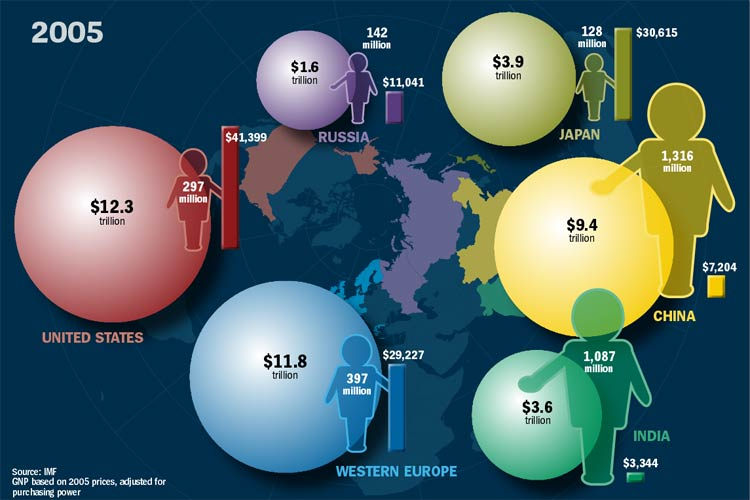 2005
142
million
$1.6
trillion
$11,041
RUSSIA
128
million
$30,615
$3.9
trillion
JAPAN
$41,399
297
million
$12.3
trillion
UNITED STATES
1,316
million
$9.4
trillion
$7,204
CHINA
$11.8
trillion
397
million
$29,227
WESTERN EUROPE
1,087
million
$3.6
trillion
INDIA
$3,344
Source: IMF
GNP based on 2005 prices, adjusted for
purchasing power